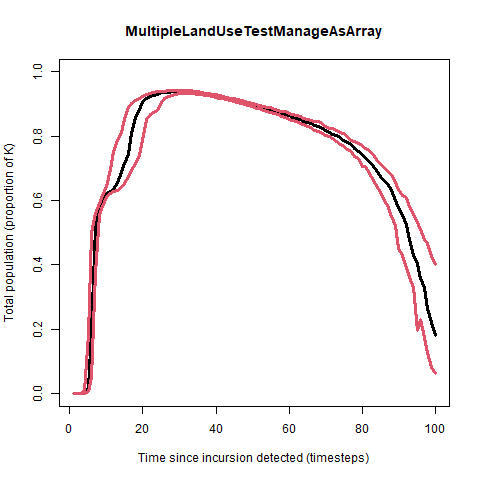 MultipleLandUseTestManageAsArray
Total population (proportion of K)
1.0
0.8
0.6
0.4
0.2
0.0
0 20 40 60 80 100
Time since incursion detected (timesteps)